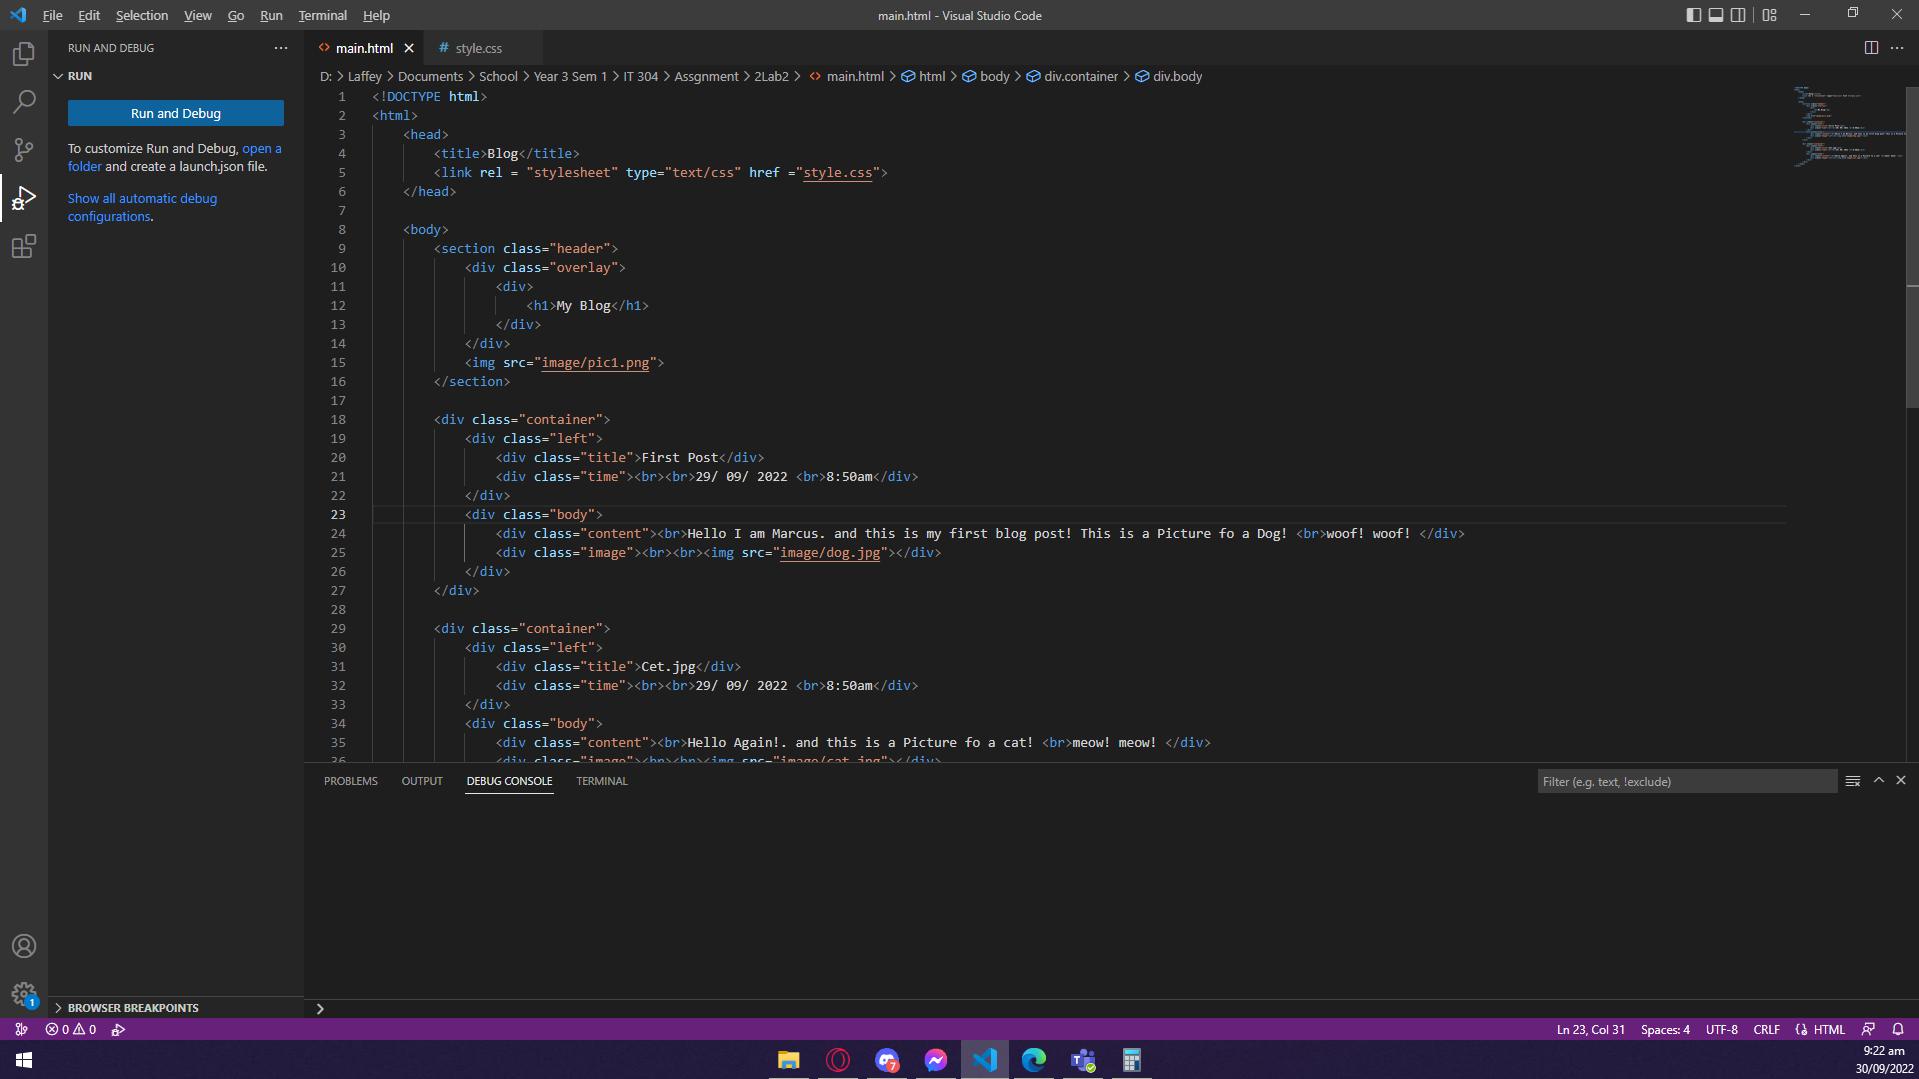 File Edit Selection View Go Run Terminal Help
main.html - Visual Studio Code
RUN AND DEBUG
RUN
Run and Debug
To customize Run and Debug, open a
folder and create a launch.json file.
Show all automatic debug
configurations.
BROWSER BREAKPOINTS
main.html
style.css
D: > Laffey > Documents > School > Year 3 Sem 1 > IT 304 > Assgnment > 2Lab2 > main.html > html > body > div.container > div.body
1 <!DOCTYPE html>
2 <html>
3 <head>
4 <title>Blog</title>
5 <link rel = "stylesheet" type="text/css" href ="style.css">
6 </head>
7
8 <body>
9 <section class="header">
10 <div class="overlay">
11 <div>
12 <h1>My Blog</h1>
13 </div>
14 </div>
15 <img src="image/pic1.png">
16 </section>
17
18 <div class="container">
19 <div class="left">
20 <div class="title">First Post</div>
21 <div class="time"><br><br>29/ 09/ 2022 <br>8:50am</div>
22 </div>
23 <div class="body">
24 <div class="content"><br>Hello I am Marcus. and this is my first blog post! This is a Picture fo a Dog! <br>woof! woof! </div>
25 <div class="image"><br><br><img src="image/dog.jpg"></div>
26 </div>
27 </div>
28
29 <div class="container">
30 <div class="left">
31 <div class="title">Cet.jpg</div>
32 <div class="time"><br><br>29/ 09/ 2022 <br>8:50am</div>
33 </div>
34 <div class="body">
35 <div class="content"><br>Hello Again!. and this is a Picture fo a cat! <br>meow! meow! </div>
36 <div class="image"><br><br><img src="image/cat.jpg"></div>
PROBLEMS OUTPUT DEBUG CONSOLE TERMINAL
Filter (e.g. text, !exclude)
1
0 0
Ln 23, Col 31 Spaces: 4 UTF-8 CRLF HTML
7
9:22 am
30/09/2022